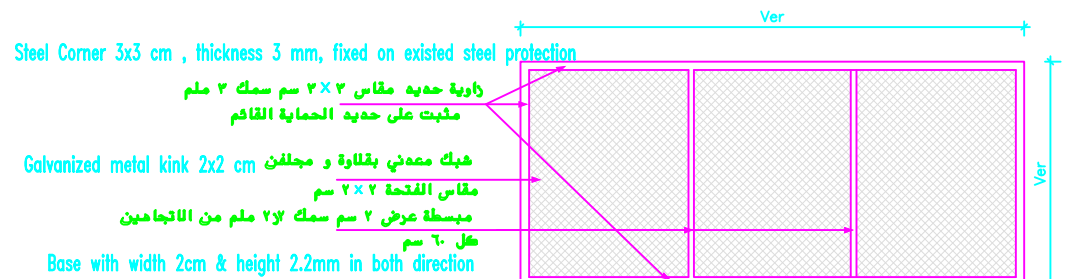 Ver
Steel Corner 3x3 cm , thickness 3 mm, fixed on existed steel protection
زاوية حديد مقاس ٣ X ٣ سم سمك ٣ ملم
مثبت على حديد الحماية القائم
شبك معدني بقلاوة و مجلفن
Galvanized metal kink 2x2 cm
مقاس الفتحة ٢ X ٢ سم
مبسطة عرض ٢ سم سمك ٢,٢ ملم من الاتجاهين
كل ٦٠ سم
Base with width 2cm & height 2.2mm in both direction
Ver